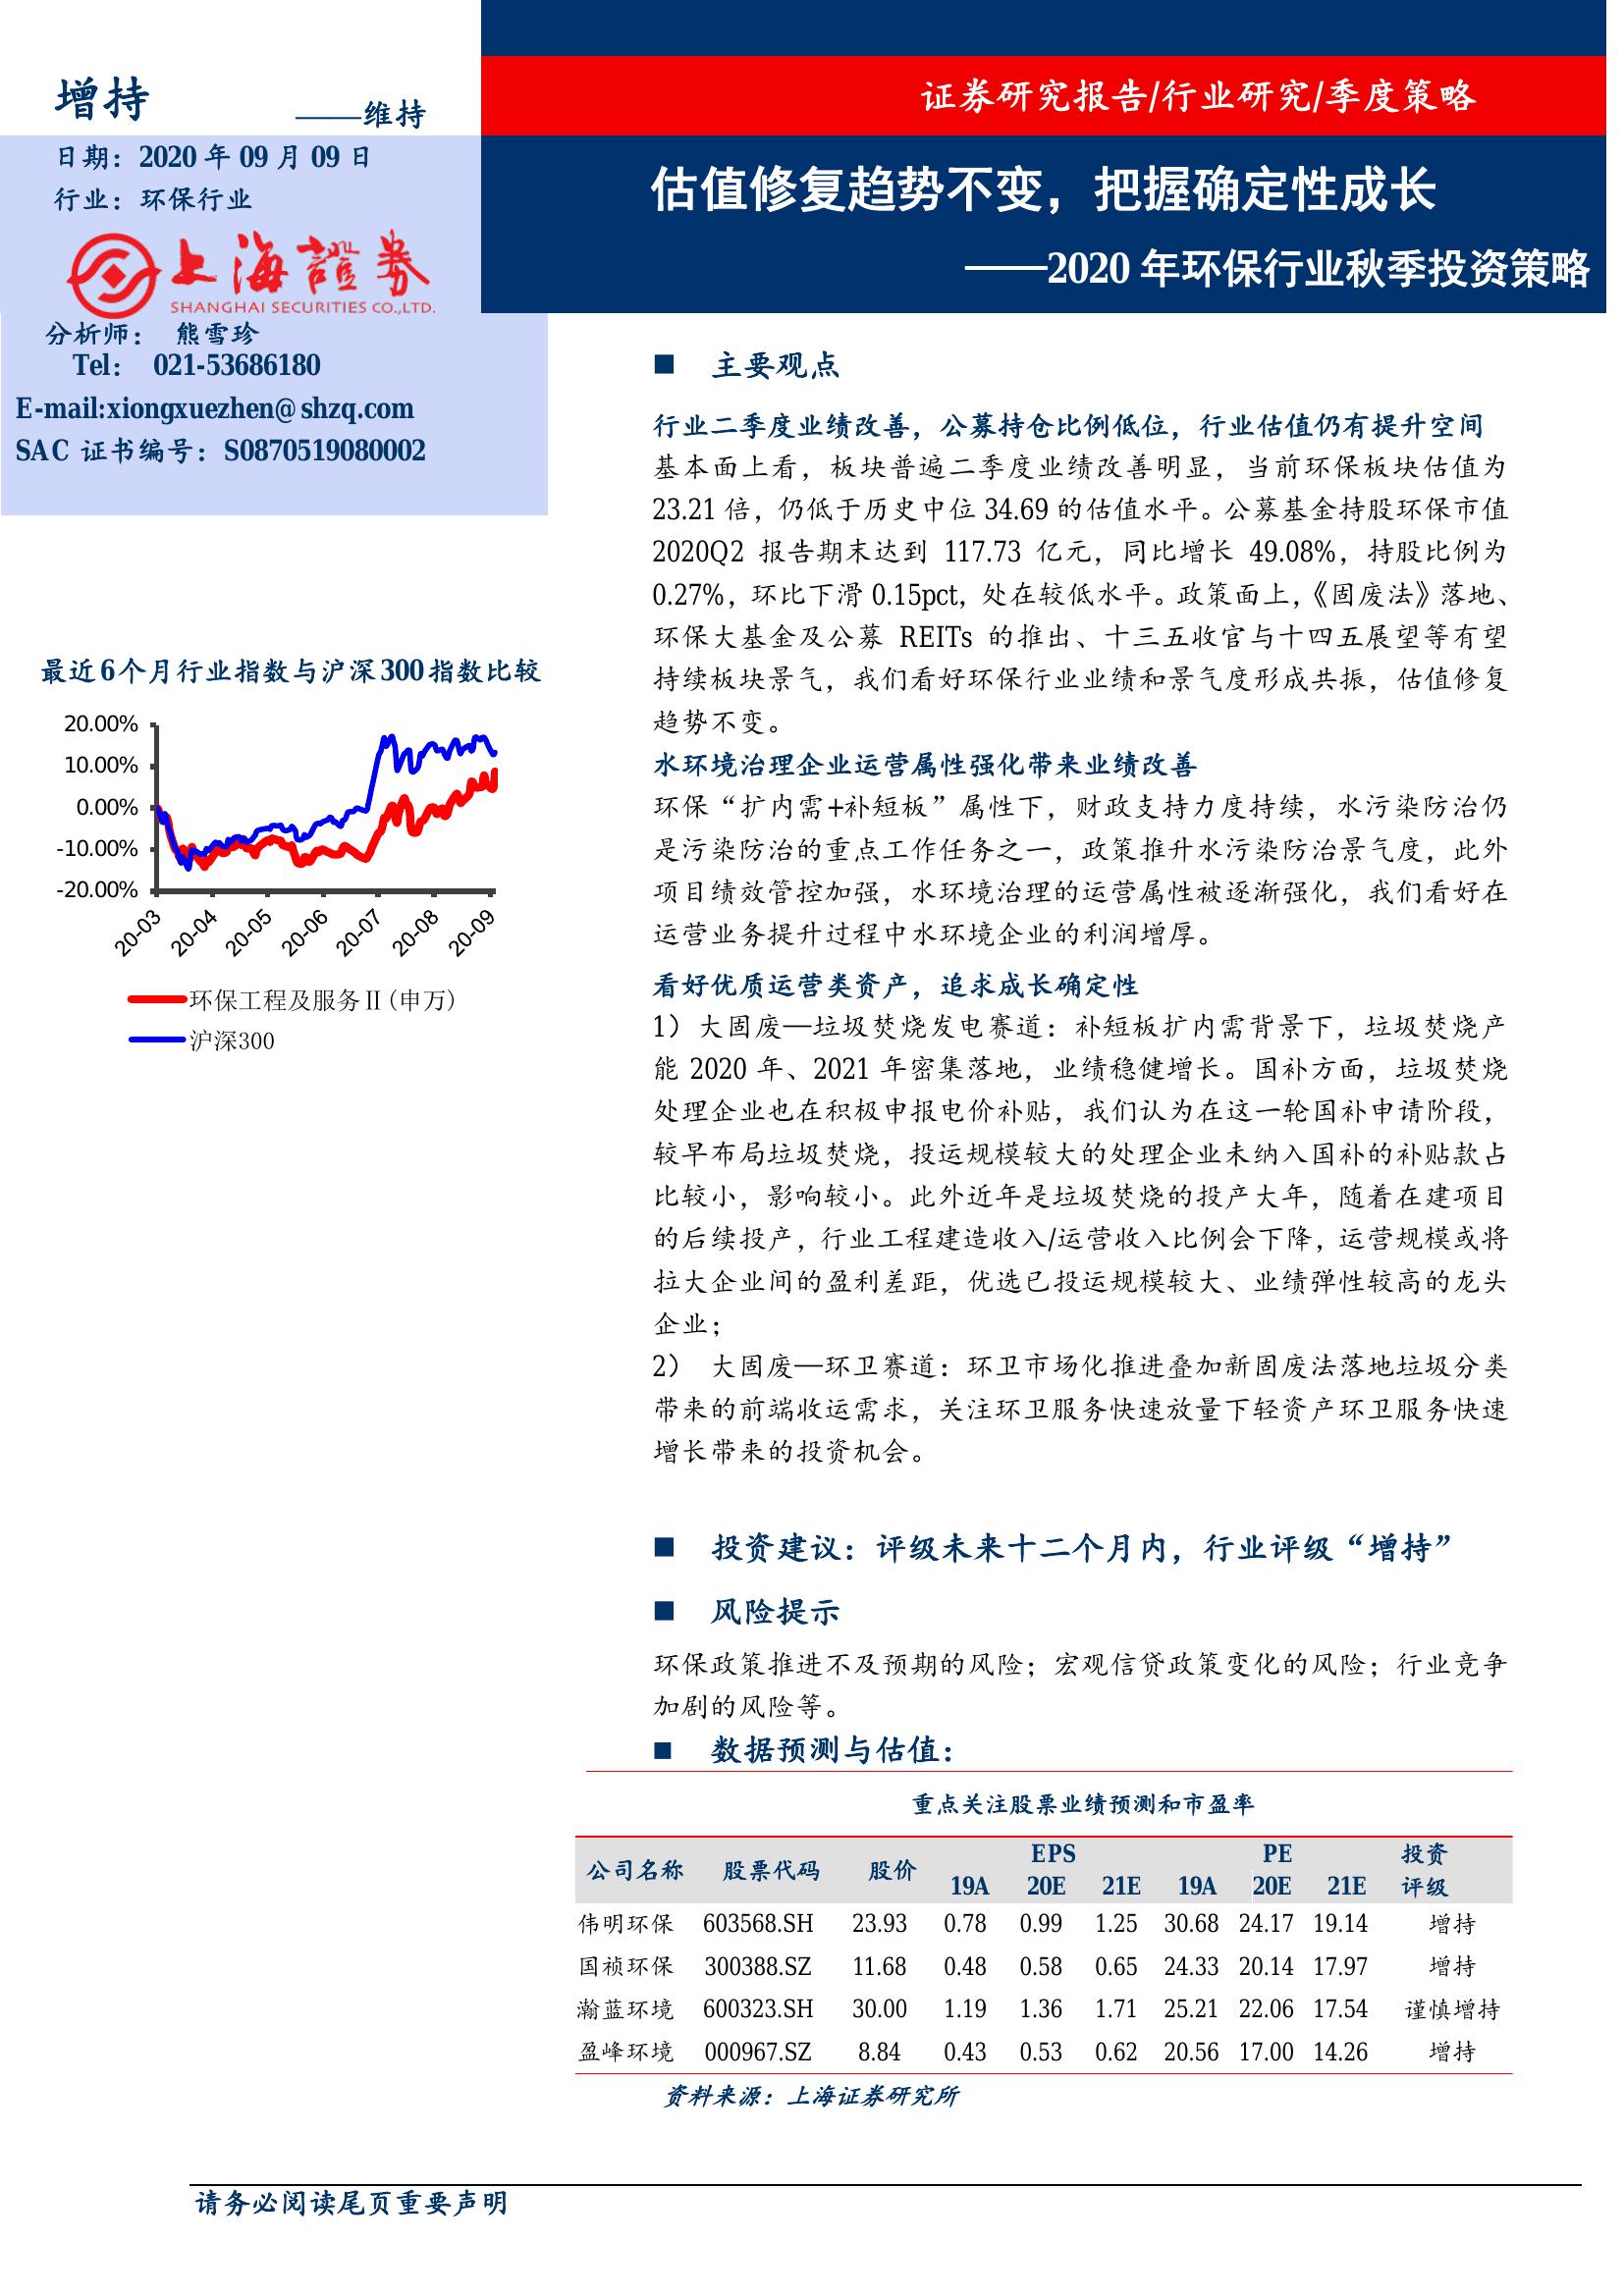 增持 ——维持
日期：2020 年 09 月 09 日
行业：环保行业
上海證券
SHANGHAI SECURITIES CO.,LTD.
分析师： 熊雪珍
Tel： 021-53686180
E-mail:xiongxuezhen@shzq.com
SAC 证书编号：S0870519080002
最近6个月行业指数与沪深300指数比较
20.00%
10.00%
0.00%
-10.00%
-20.00%
20-03 20-04 20-05 20-06 20-07 20-08 20-09
环保工程及服务Ⅱ(申万)
沪深300
证券研究报告/行业研究/季度策略
估值修复趋势不变，把握确定性成长
——2020 年环保行业秋季投资策略
■ 主要观点
行业二季度业绩改善，公募持仓比例低位，行业估值仍有提升空间
基本面上看，板块普遍二季度业绩改善明显，当前环保板块估值为
23.21 倍，仍低于历史中位 34.69 的估值水平。公募基金持股环保市值
2020Q2 报告期末达到 117.73 亿元，同比增长 49.08%，持股比例为
0.27%，环比下滑 0.15pct，处在较低水平。政策面上，《固废法》落地、
环保大基金及公募 REITs 的推出、十三五收官与十四五展望等有望
持续板块景气，我们看好环保行业业绩和景气度形成共振，估值修复
趋势不变。
水环境治理企业运营属性强化带来业绩改善
环保“扩内需+补短板”属性下，财政支持力度持续，水污染防治仍
是污染防治的重点工作任务之一，政策推升水污染防治景气度，此外
项目绩效管控加强，水环境治理的运营属性被逐渐强化，我们看好在
运营业务提升过程中水环境企业的利润增厚。
看好优质运营类资产，追求成长确定性
1）大固废—垃圾焚烧发电赛道：补短板扩内需背景下，垃圾焚烧产
能 2020 年、2021 年密集落地，业绩稳健增长。国补方面，垃圾焚烧
处理企业也在积极申报电价补贴，我们认为在这一轮国补申请阶段，
较早布局垃圾焚烧，投运规模较大的处理企业未纳入国补的补贴款占
比较小，影响较小。此外近年是垃圾焚烧的投产大年，随着在建项目
的后续投产，行业工程建造收入/运营收入比例会下降，运营规模或将
拉大企业间的盈利差距，优选已投运规模较大、业绩弹性较高的龙头
企业；
2） 大固废—环卫赛道：环卫市场化推进叠加新固废法落地垃圾分类
带来的前端收运需求，关注环卫服务快速放量下轻资产环卫服务快速
增长带来的投资机会。
■ 投资建议：评级未来十二个月内，行业评级“增持”
■ 风险提示
环保政策推进不及预期的风险；宏观信贷政策变化的风险；行业竞争
加剧的风险等。
■ 数据预测与估值：
重点关注股票业绩预测和市盈率
公司名称 股票代码 股价 EPS PE 投资
19A 20E 21E 19A 20E 21E 评级
伟明环保 603568.SH 23.93 0.78 0.99 1.25 30.68 24.17 19.14 增持
国祯环保 300388.SZ 11.68 0.48 0.58 0.65 24.33 20.14 17.97 增持
瀚蓝环境 600323.SH 30.00 1.19 1.36 1.71 25.21 22.06 17.54 谨慎增持
盈峰环境 000967.SZ 8.84 0.43 0.53 0.62 20.56 17.00 14.26 增持
资料来源：上海证券研究所
请务必阅读尾页重要声明